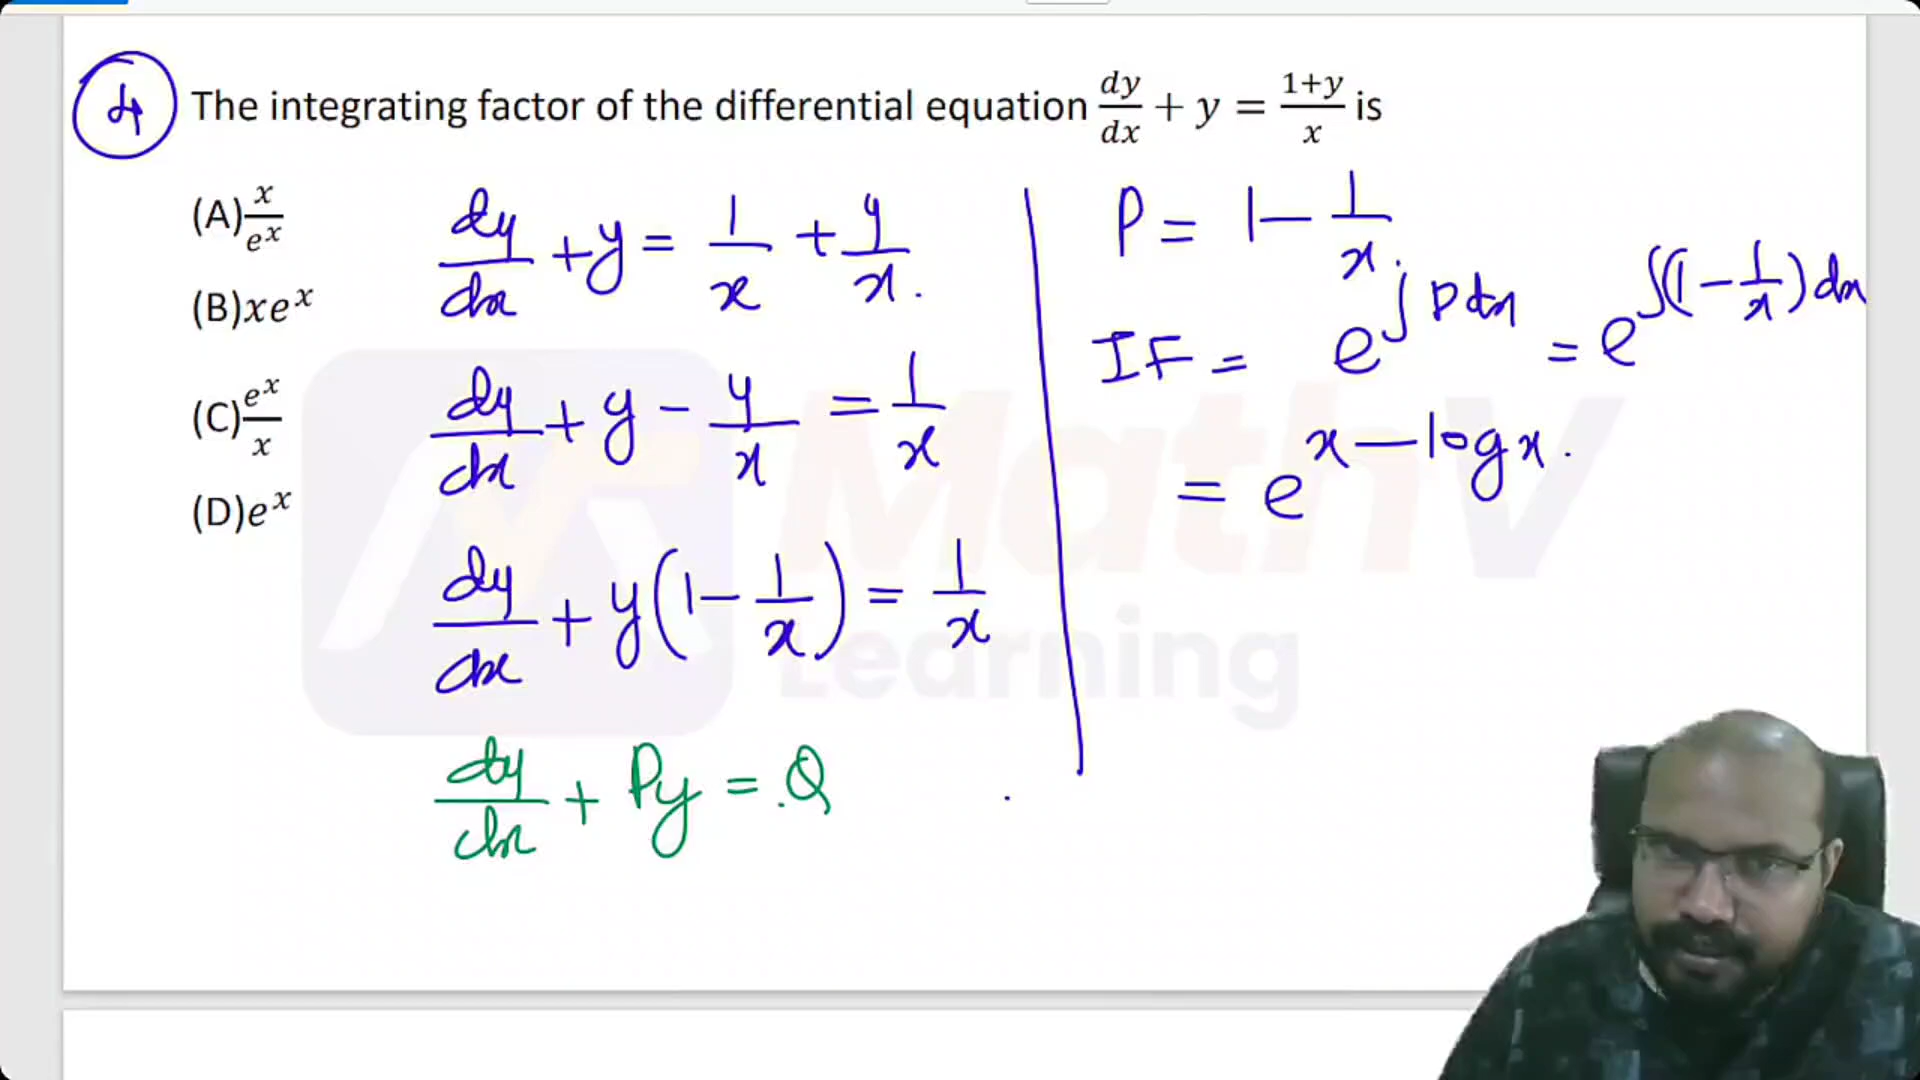 4 The integrating factor of the differential equation dy/dx + y = (1+y)/x is
(A) x/e^x
(B) xe^x
(C) e^x/x
(D) e^x
dy/dx + y = 1/x + y/x.
dy/dx + y - y/x = 1/x
dy/dx + y(1 - 1/x) = 1/x
dy/dx + Py = .Q
P = 1 - 1/x.
IF = e^∫Pdx = e^∫(1 - 1/x)dx
= e^x - log x.
MathV
Learning